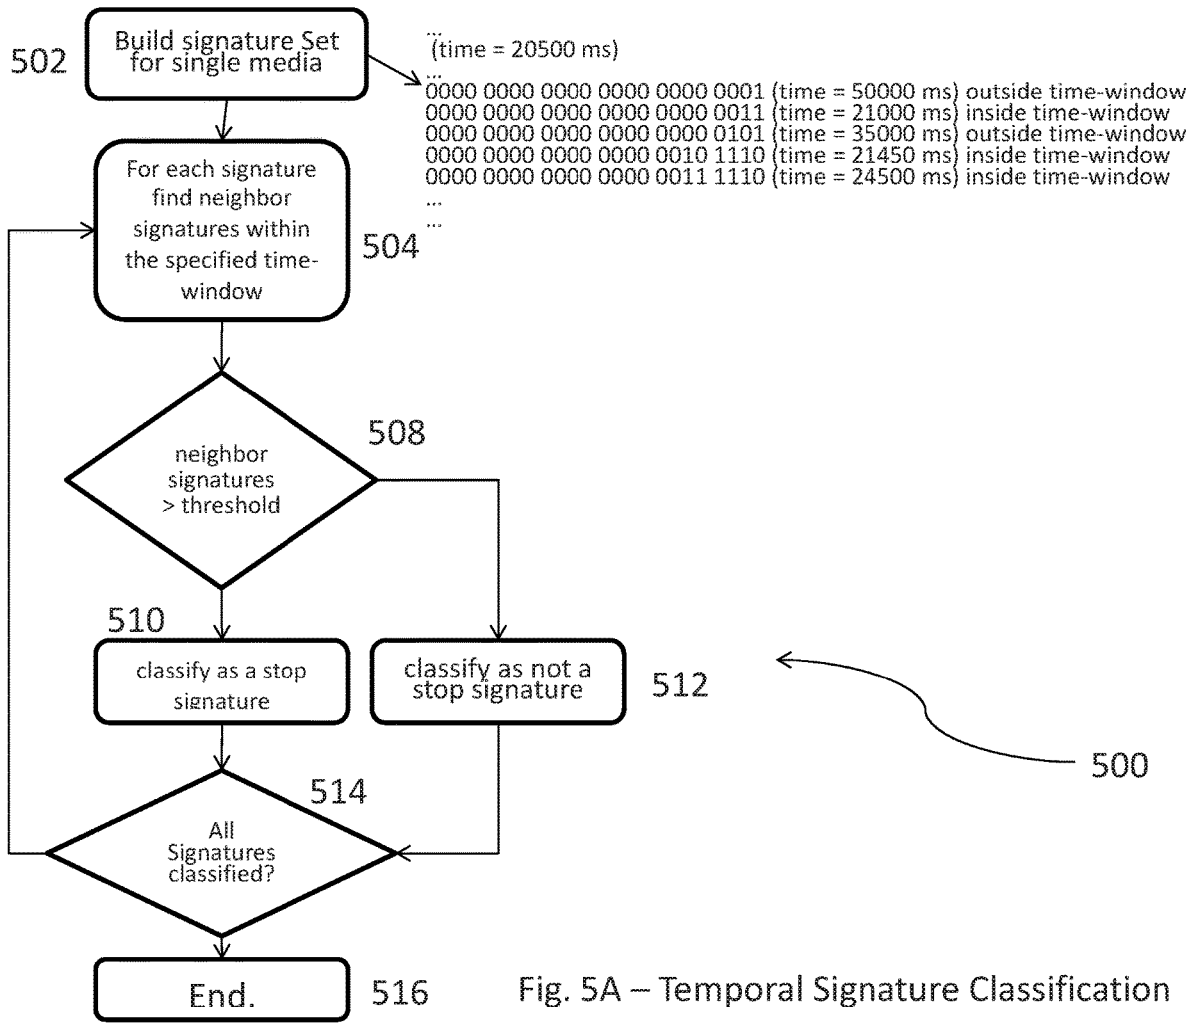 502
Build signature Set
for single media
...
(time = 20500 ms)
...
0000 0000 0000 0000 0000 0001 (time = 50000 ms) outside time-window
0000 0000 0000 0000 0000 0011 (time = 21000 ms) inside time-window
0000 0000 0000 0000 0000 0101 (time = 35000 ms) outside time-window
0000 0000 0000 0000 0010 1110 (time = 21450 ms) inside time-window
0000 0000 0000 0000 0011 1110 (time = 24500 ms) inside time-window
...
...
For each signature
find neighbor
signatures within
the specified time-
window
504
508
neighbor
signatures
> threshold
510
classify as a stop
signature
classify as not a
stop signature
512
500
514
All
Signatures
classified?
End.
516
Fig. 5A – Temporal Signature Classification